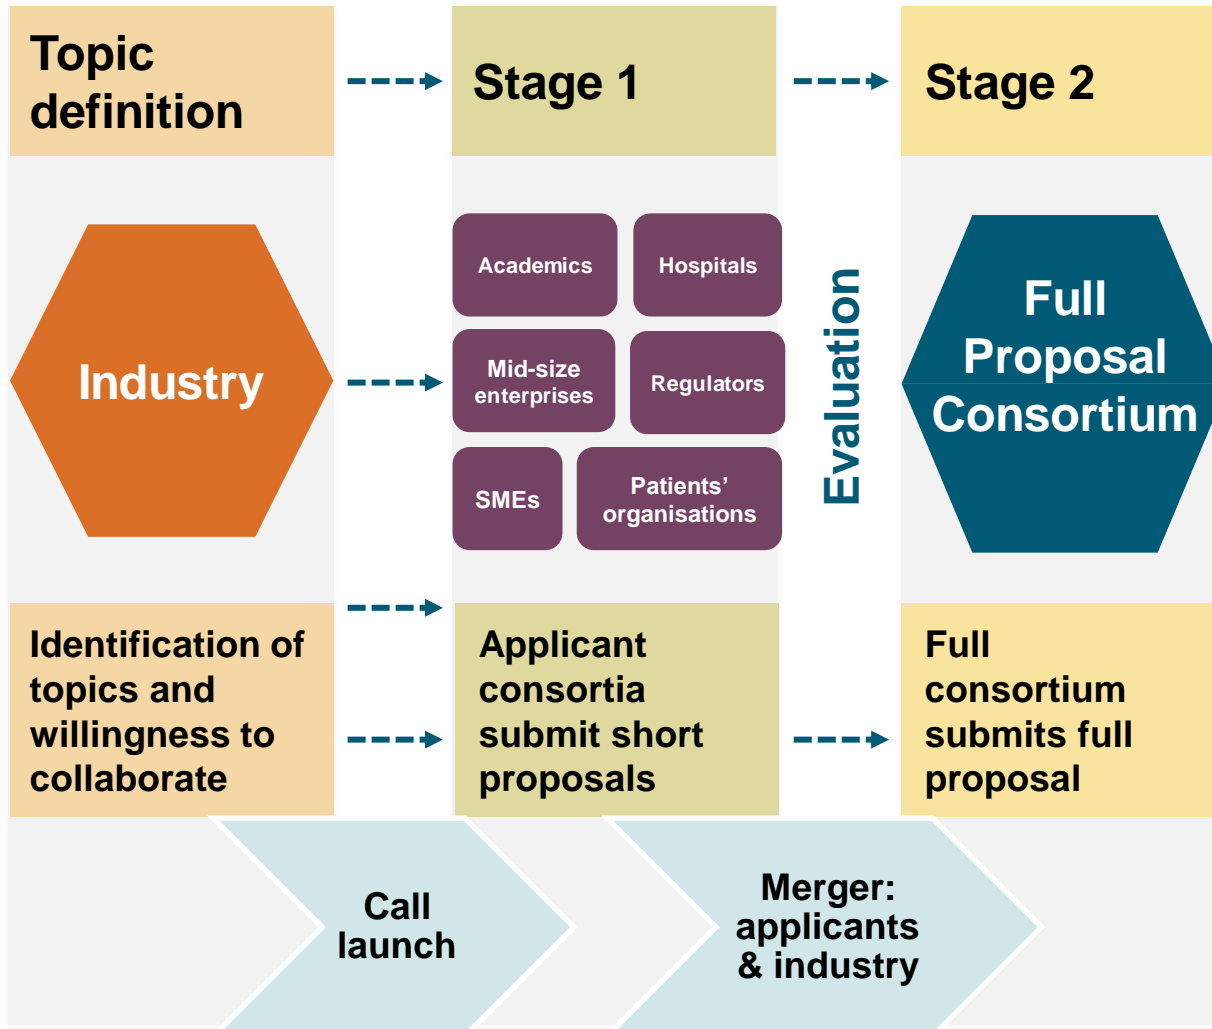 Topic
definition
Stage 1
Stage 2
Industry
Academics
Hospitals
Mid-size
enterprises
Regulators
SMEs
Patients’
organisations
Evaluation
Full
Proposal
Consortium
Identification of
topics and
willingness to
collaborate
Applicant
consortia
submit short
proposals
Full
consortium
submits full
proposal
Call
launch
Merger:
applicants
& industry